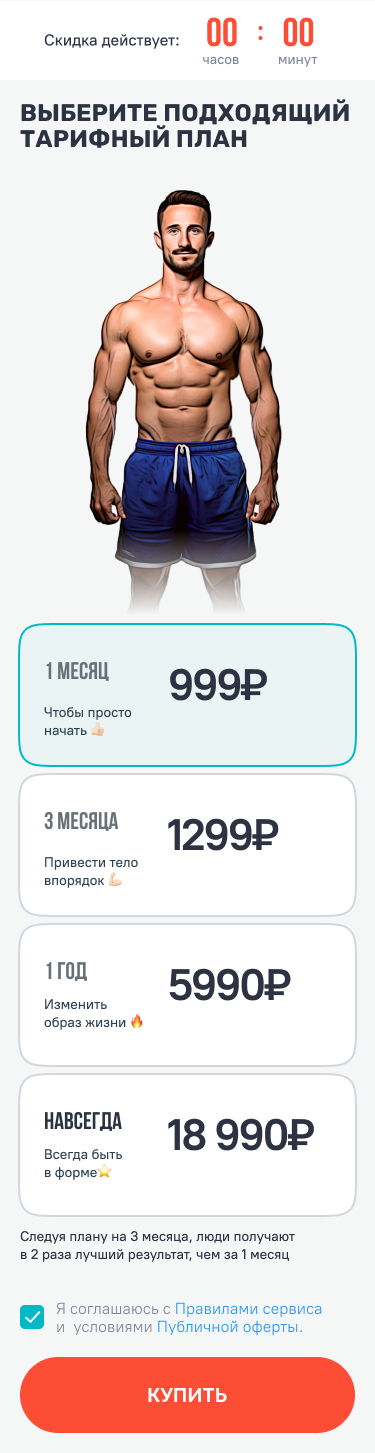 Скидка действует:
00 : 00
часов
минут
ВЫБЕРИТЕ ПОДХОДЯЩИЙ
ТАРИФНЫЙ ПЛАН
1 МЕСЯЦ
999₽
Чтобы просто
начать 👍🏻
3 МЕСЯЦА
1299₽
Привести тело
впорядок 💪🏻
1 ГОД
5990₽
Изменить
образ жизни 🔥
НАВСЕГДА
18 990₽
Всегда быть
в форме⭐
Следуя плану на 3 месяца, люди получают
в 2 раза лучший результат, чем за 1 месяц
Я соглашаюсь с Правилами сервиса
и условиями Публичной оферты.
КУПИТЬ